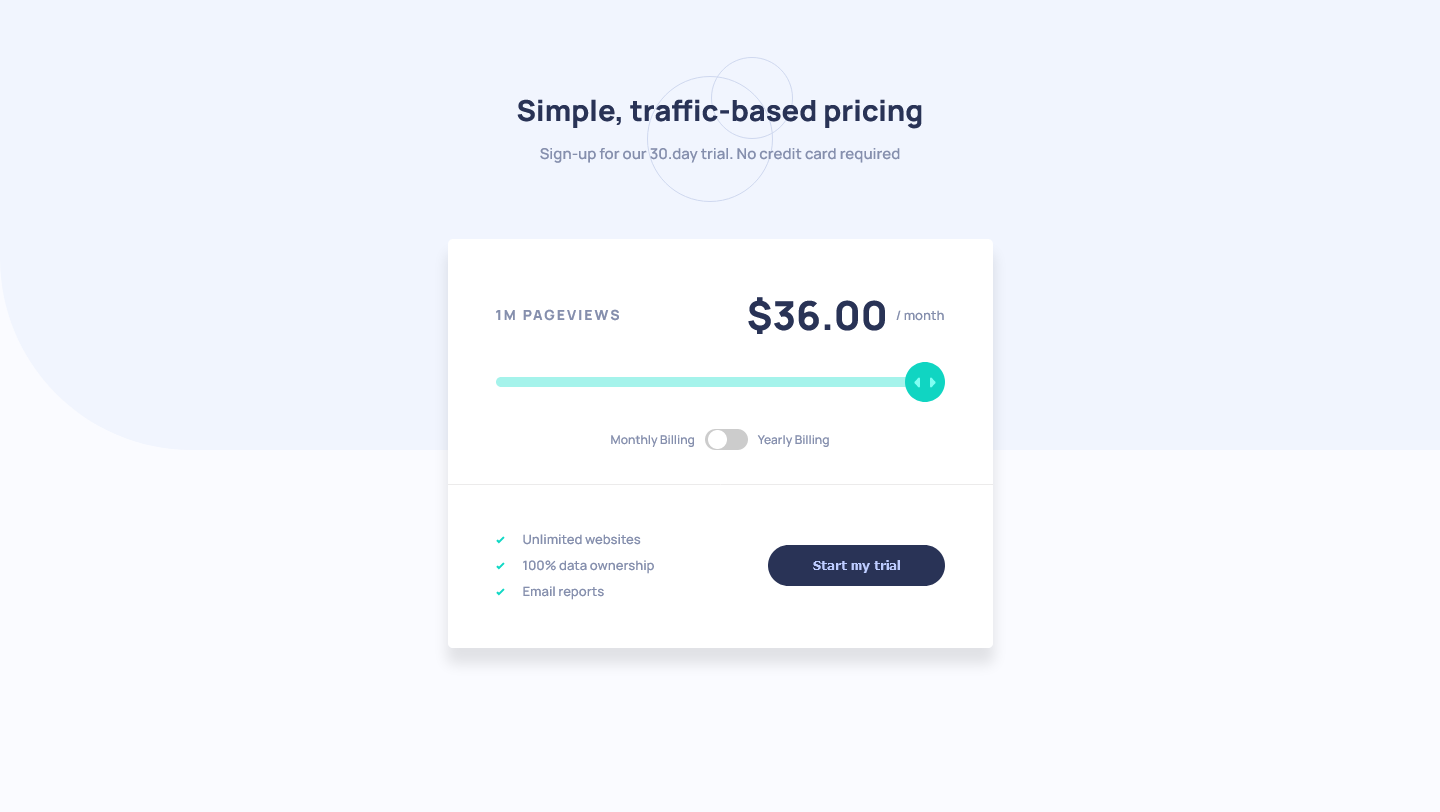 Simple, traffic-based pricing
Sign-up for our 30.day trial. No credit card required
1M PAGEVIEWS
$36.00 / month
Monthly Billing Yearly Billing
Unlimited websites
100% data ownership
Email reports
Start my trial